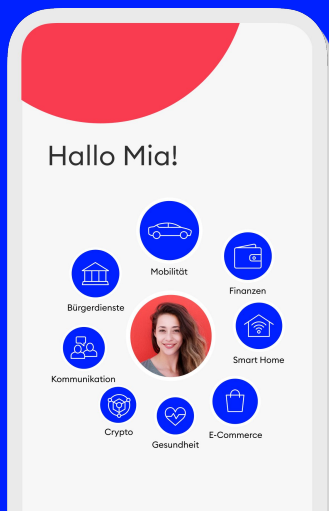 Hallo Mia!
Mobilität
Finanzen
Bürgerdienste
Smart Home
Kommunikation
Crypto
E-Commerce
Gesundheit